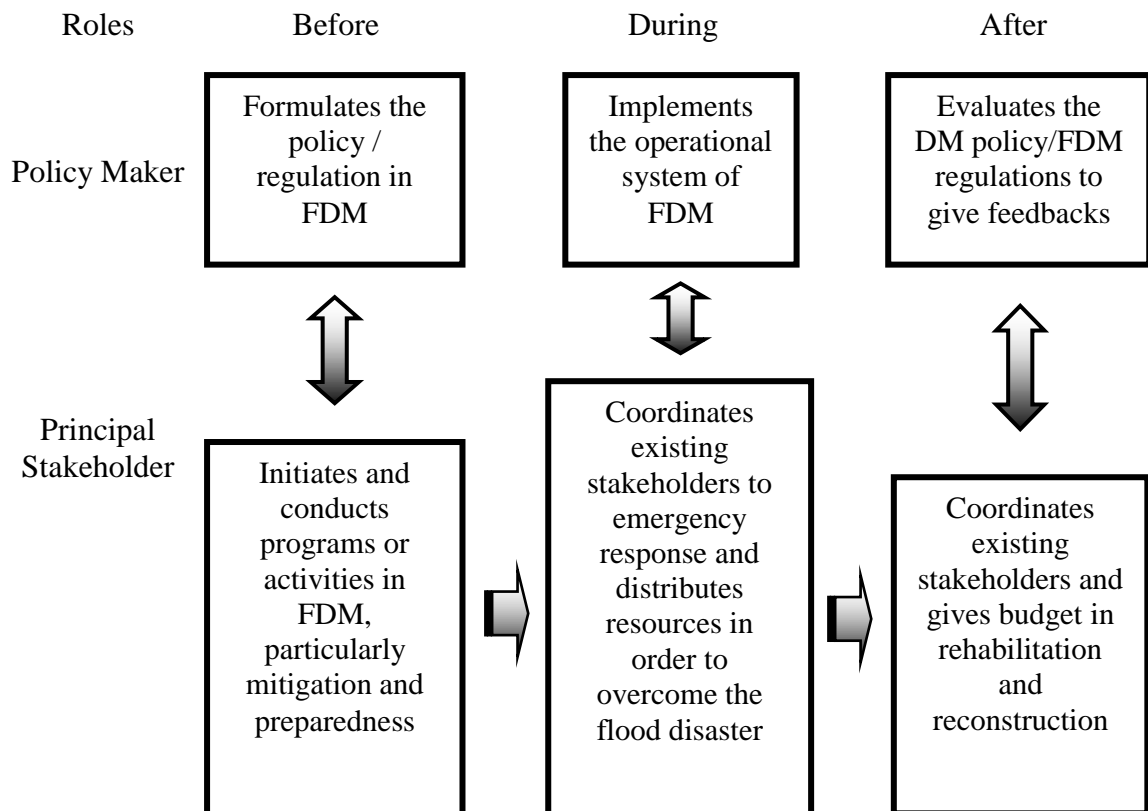 Roles Before During After
Policy Maker
Formulates the
policy /
regulation in
FDM
Implements
the operational
system of
FDM
Evaluates the
DM policy/FDM
regulations to
give feedbacks
Principal
Stakeholder
Initiates and
conducts
programs or
activities in
FDM,
particularly
mitigation and
preparedness
Coordinates
existing
stakeholders to
emergency
response and
distributes
resources in
order to
overcome the
flood disaster
Coordinates
existing
stakeholders and
gives budget in
rehabilitation
and
reconstruction